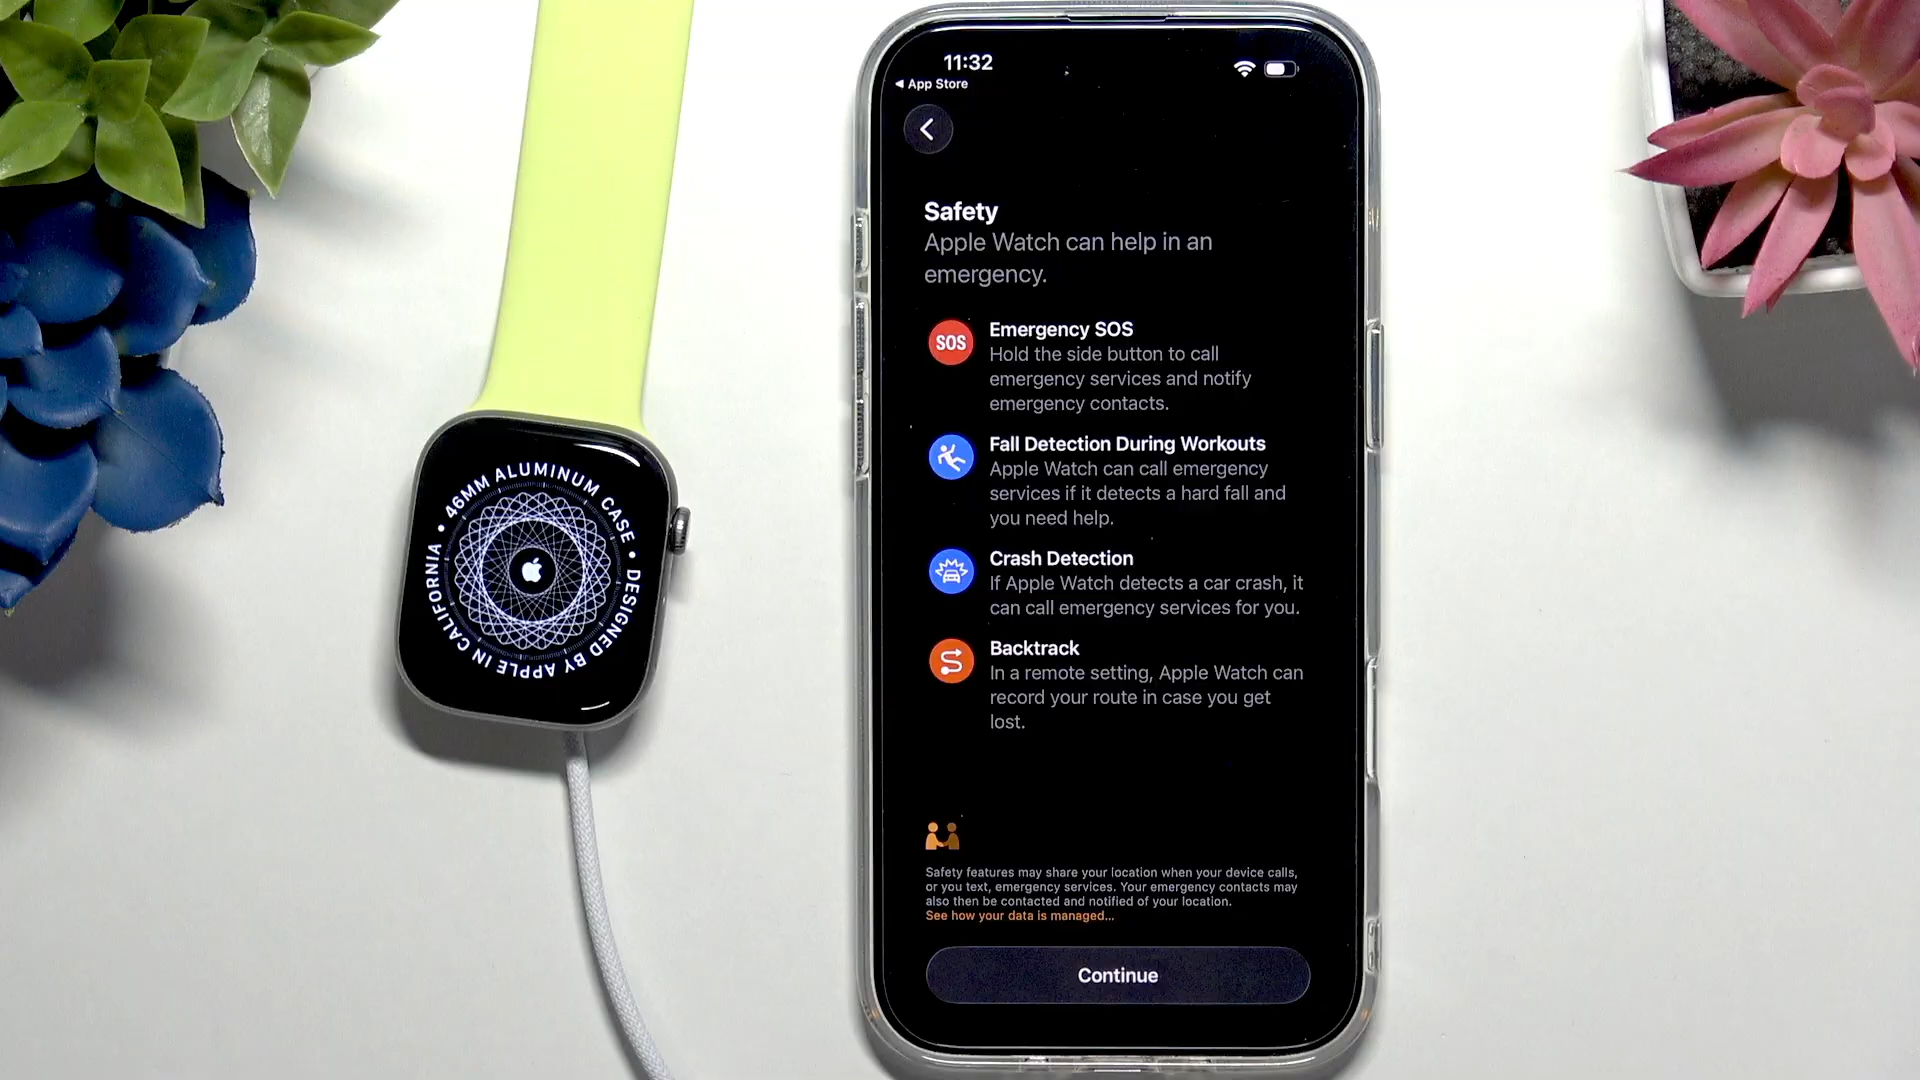 46MM ALUMINUM CASE • DESIGNED BY APPLE IN CALIFORNIA •
11:32
◀ App Store
Safety
Apple Watch can help in an
emergency.
SOS
Emergency SOS
Hold the side button to call
emergency services and notify
emergency contacts.
Fall Detection During Workouts
Apple Watch can call emergency
services if it detects a hard fall and
you need help.
Crash Detection
If Apple Watch detects a car crash, it
can call emergency services for you.
Backtrack
In a remote setting, Apple Watch can
record your route in case you get
lost.
Safety features may share your location when your device calls,
or you text, emergency services. Your emergency contacts may
also then be contacted and notified of your location.
See how your data is managed...
Continue